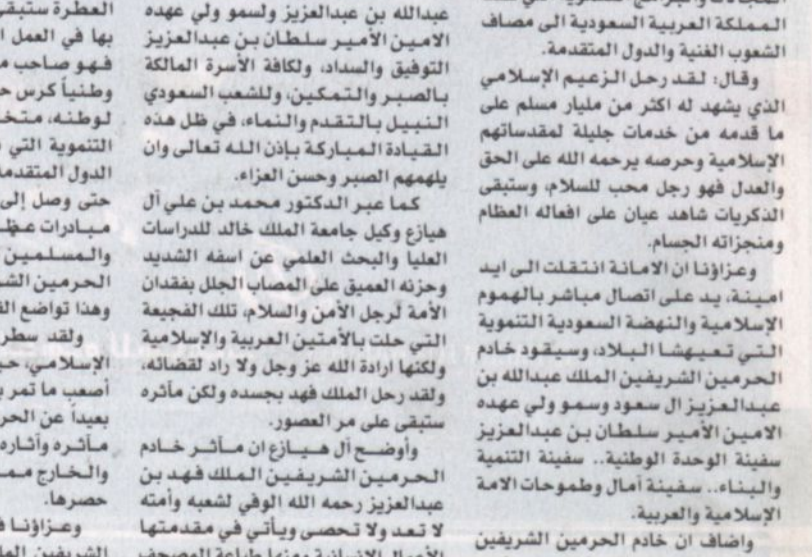 المملكة العربية السعودية الى مصاف
الشعوب الغنية والدول المتقدمة.
وقال: لقد رحل الزعيم الإسلامي
الذي يشهد له اكثر من مليار مسلم على
ما قدمه من خدمات جليلة لمقدساتهم
الإسلامية وحرصه يرحمه الله على الحق
والعدل فهو رجل محب للسلام، وستبقى
الذكريات شاهد عيان على افعاله العظام
ومنجزاته الجسام.
وعزاؤنا ان الامانة انتقلت الى ايد
امينة، يد على اتصال مباشر بالهموم
الإسلامية والنهضة السعودية التنموية
التي تعيهشا البلاد، وسيقود خادم
الحرمين الشريفين الملك عبدالله بن
عبدالعزيز ال سعود وسمو ولي عهده
الامين الأمير سلطان بن عبدالعزيز
سفينة الوحدة الوطنية.. سفينة التنمية
والبناء.. سفينة آمال وطموحات الامة
الإسلامية والعربية.
واضاف ان خادم الحرمين الشريفين
عبدالله بن عبدالعزيز ولسمو ولي عهده
الامين الأمير سلطان بن عبدالعزيز
التوفيق والسداد، ولكافة الأسرة المالكة
بالصبر والتمكين، وللشعب السعودي
النبيل بالتقدم والنماء، في ظل هذه
القيادة المباركة بإذن الله تعالى وان
يلهمهم الصبر وحسن العزاء.
كما عبر الدكتور محمد بن علي آل
هيازع وكيل جامعة الملك خالد للدراسات
العليا والبحث العلمي عن اسفه الشديد
وحزنه العميق على المصاب الجلل بفقدان
الأمة لرجل الأمن والسلام، تلك الفجيعة
التي حلت بالأمتين العربية والإسلامية
ولكنها ارادة الله عز وجل ولا راد لقضائه،
ولقد رحل الملك فهد بجسده ولكن مآثره
ستبقى على مر العصور.
وأوضح آل هيازع ان مآثر خادم
الحرمين الشريفين الملك فهد بن
عبدالعزيز رحمه الله الوفي لشعبه وأمته
لا تعد ولا تحصى ويأتي في مقدمتها
الأعمال الإنسانية ومنها طباعة المصحف
العطرة ستبقى
بها في العمل
فهو صاحب
وطنياً كرس
لوطنه،
التنموية التي
الدول المتقدمة
حتى وصل إلى
مبادرات
والمسلمين
الحرمين
وهذا تواضع
ولقد سطر
الإسلامي،
أصعب ما تمر
بعيداً عن
مآثره وآثاره
والخارج
حصرها.
وعزاؤنا
الشريفين